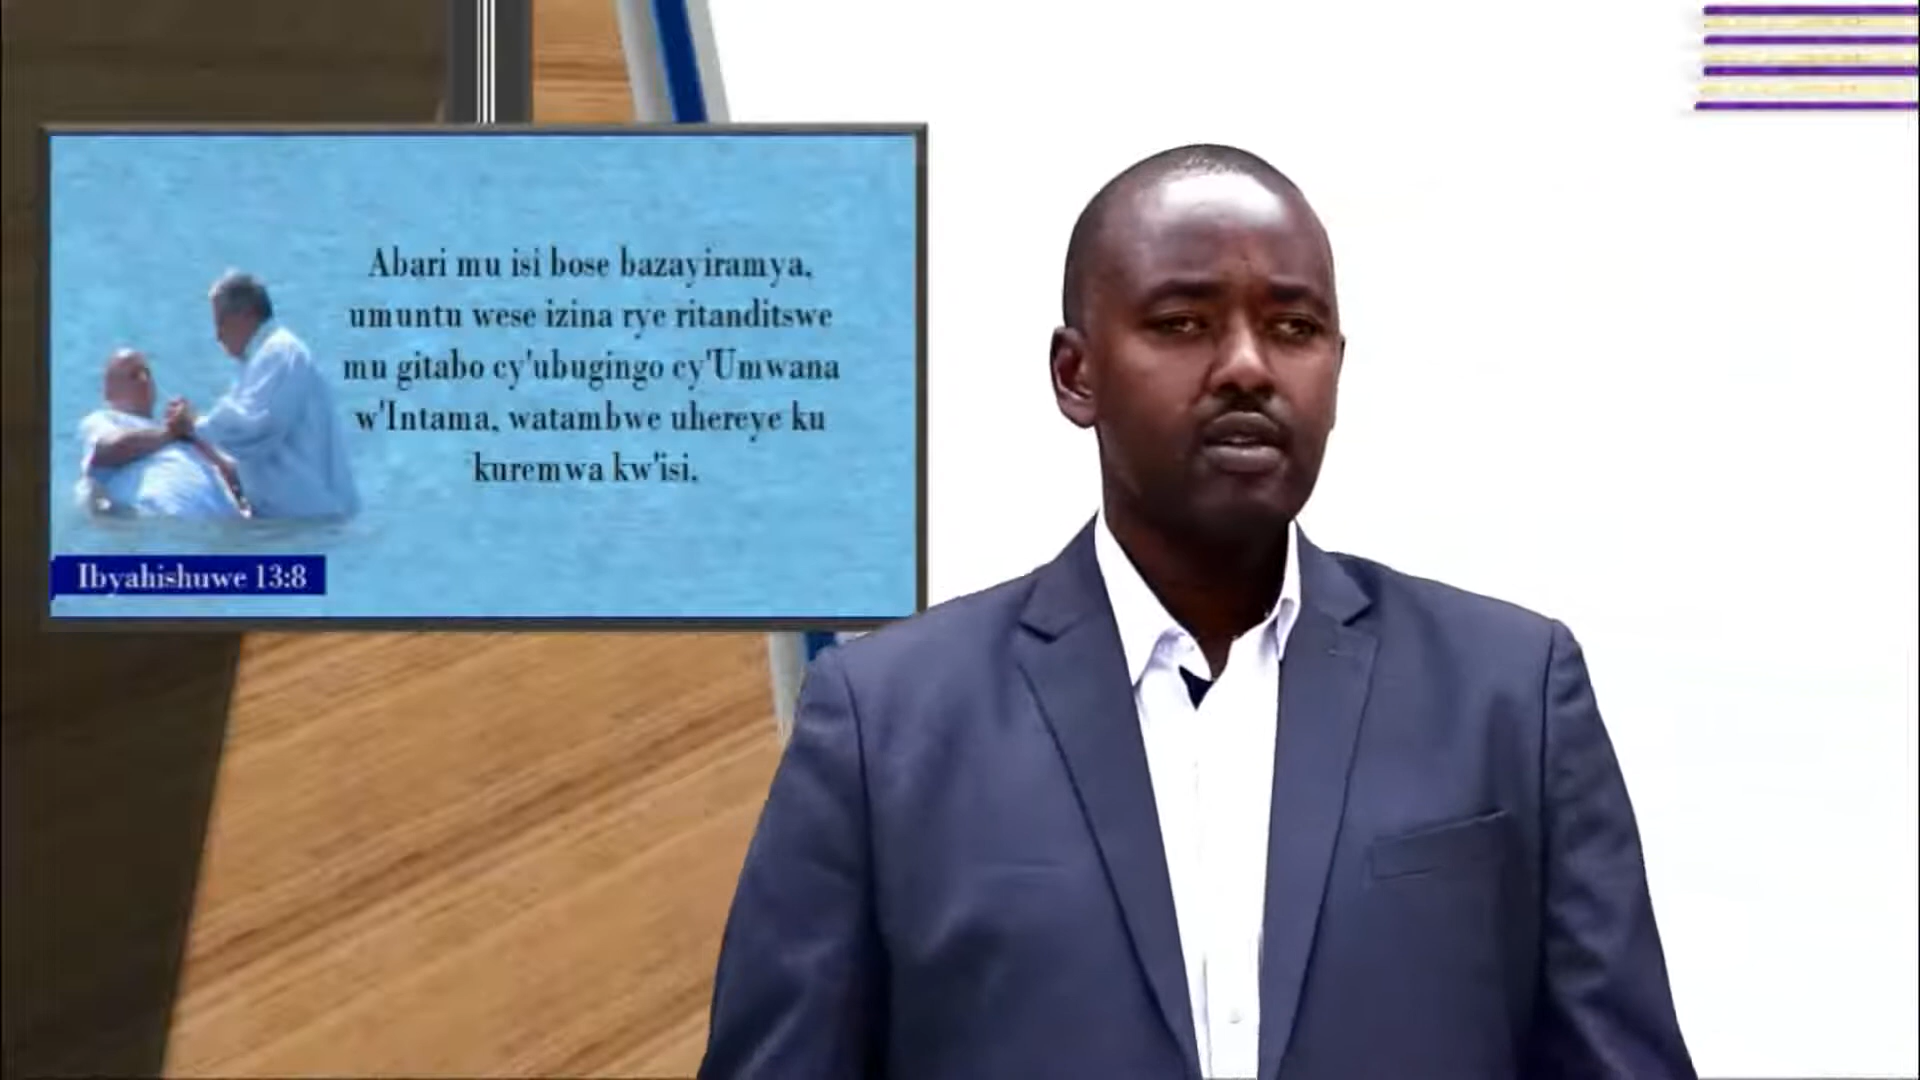 Abari mu isi bose bazayiramya,
umuntu wese izina rye ritanditswe
mu gitabo cy'ubugingo cy'Umwana
w'Intama, watambwe uhereye ku
kuremwa kw'isi.
Ibyahishuwe 13:8